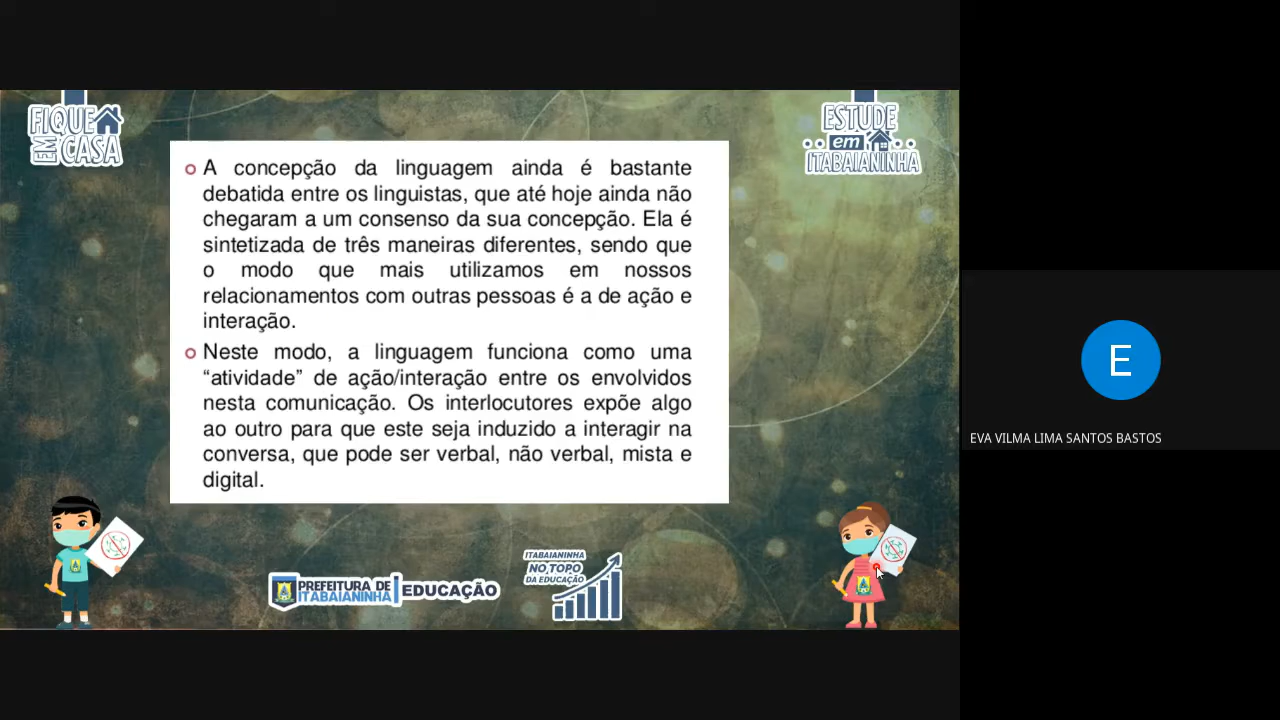 FIQUE
EM CASA
ESTUDE
em
ITABAIANINHA
A concepção da linguagem ainda é bastante
debatida entre os linguistas, que até hoje ainda não
chegaram a um consenso da sua concepção. Ela é
sintetizada de três maneiras diferentes, sendo que
o modo que mais utilizamos em nossos
relacionamentos com outras pessoas é a de ação e
interação.
Neste modo, a linguagem funciona como uma
“atividade” de ação/interação entre os envolvidos
nesta comunicação. Os interlocutores expõe algo
ao outro para que este seja induzido a interagir na
conversa, que pode ser verbal, não verbal, mista e
digital.
PREFEITURA DE
ITABAIANINHA
EDUCAÇÃO
ITABAIANINHA
NO TOPO
DA EDUCAÇÃO
E
EVA VILMA LIMA SANTOS BASTOS